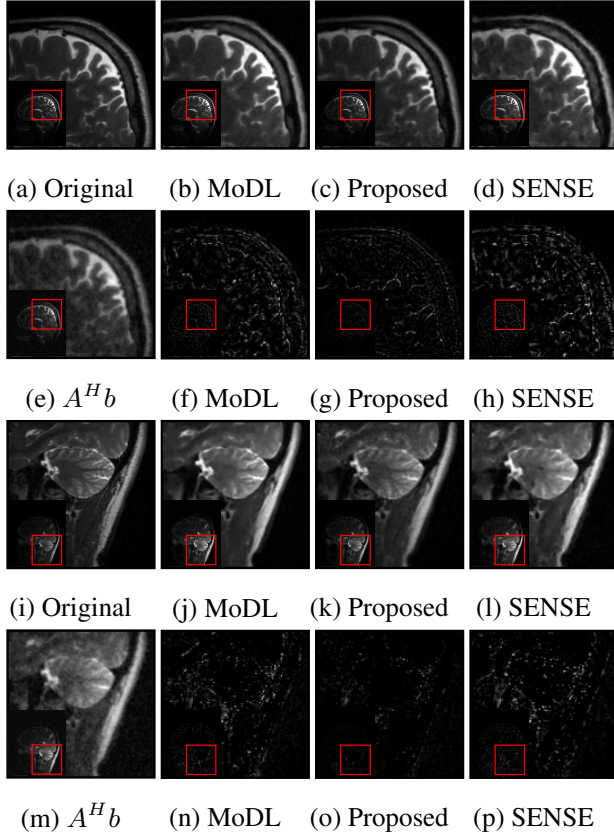 (a) Original (b) MoDL (c) Proposed (d) SENSE
(e) A^H b (f) MoDL (g) Proposed (h) SENSE
(i) Original (j) MoDL (k) Proposed (l) SENSE
(m) A^H b (n) MoDL (o) Proposed (p) SENSE